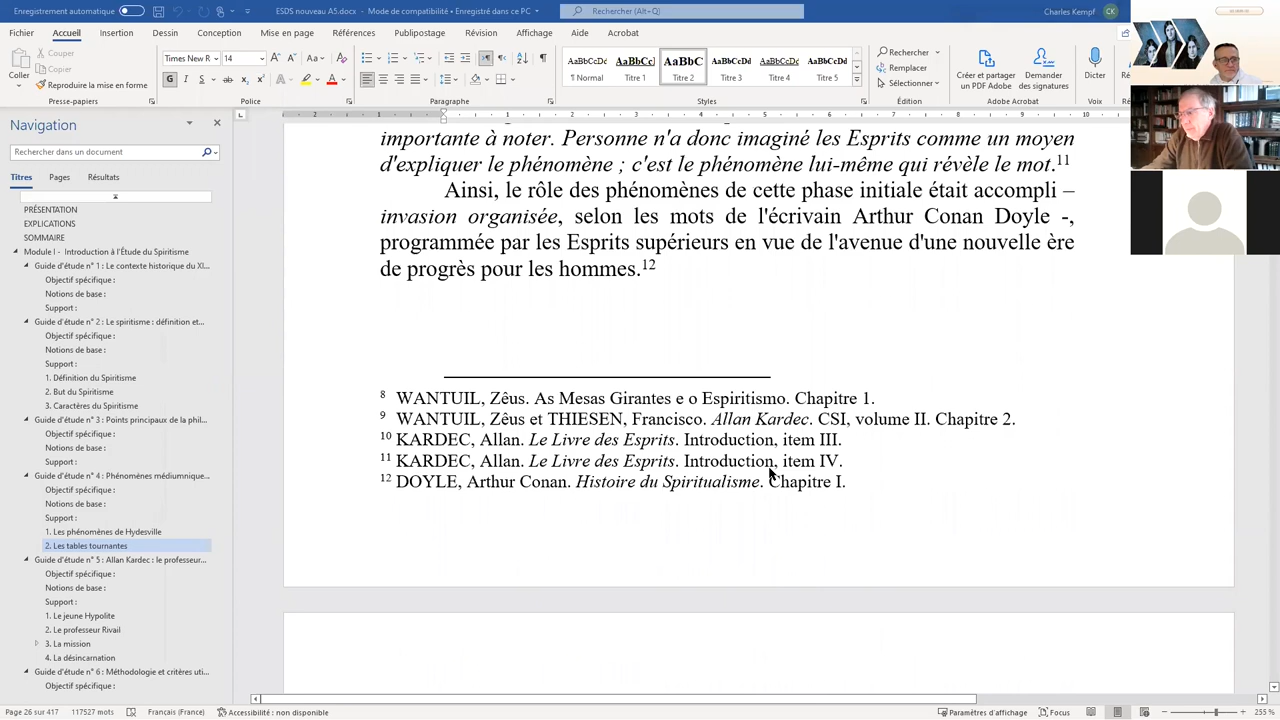 Enregistrement automatique
ESDS nouveau A5.docx - Mode de compatibilité • Enregistré dans ce PC
Rechercher (Alt+Q)
Charles Kempf
CK
Fichier
Accueil
Insertion
Dessin
Conception
Mise en page
Références
Publipostage
Révision
Affichage
Aide
Acrobat
Coller
Couper
Copier
Reproduire la mise en forme
Presse-papiers
Times New R
14
Police
Paragraphe
AaBbCcDc
¶ Normal
AaBbCc
Titre 1
AaBbC
Titre 2
AaBbCcDd
Titre 3
AaBbCcDd
Titre 4
AaBbCcDd
Titre 5
Styles
Rechercher
Remplacer
Sélectionner
Édition
Créer et partager
un PDF Adobe
Demander
des signatures
Adobe Acrobat
Dicter
Navigation
Rechercher dans un document
Titres
Pages
Résultats
PRÉSENTATION
EXPLICATIONS
SOMMAIRE
Module I - Introduction à l'Étude du Spiritisme
Guide d'étude n° 1 : Le contexte historique du XI...
Objectif spécifique :
Notions de base :
Support :
Guide d'étude n° 2 : Le spiritisme : définition et...
Objectif spécifique :
Notions de base :
Support :
1. Définition du Spiritisme
2. But du Spiritisme
3. Caractères du Spiritisme
Guide d'étude n° 3 : Points principaux de la phil...
Objectif spécifique :
Notions de base :
Support :
Guide d'étude n° 4 : Phénomènes médiumnique...
Objectif spécifique :
Notions de base :
Support :
1. Les phénomènes de Hydesville
2. Les tables tournantes
Guide d'étude n° 5 : Allan Kardec : le professeur...
Objectif spécifique :
Notions de base :
Support :
1. Le jeune Hypolite
2. Le professeur Rivail
3. La mission
4. La désincarnation
Guide d'étude n° 6 : Méthodologie et critères uti...
Objectif spécifique :
importante à noter. Personne n'a donc imaginé les Esprits comme un moyen
d'expliquer le phénomène ; c'est le phénomène lui-même qui révèle le mot.11
Ainsi, le rôle des phénomènes de cette phase initiale était accompli –
invasion organisée, selon les mots de l'écrivain Arthur Conan Doyle -,
programmée par les Esprits supérieurs en vue de l'avenue d'une nouvelle ère
de progrès pour les hommes.12
8 WANTUIL, Zêus. As Mesas Girantes e o Espiritismo. Chapitre 1.
9 WANTUIL, Zêus et THIESEN, Francisco. Allan Kardec. CSI, volume II. Chapitre 2.
10 KARDEC, Allan. Le Livre des Esprits. Introduction, item III.
11 KARDEC, Allan. Le Livre des Esprits. Introduction, item IV.
12 DOYLE, Arthur Conan. Histoire du Spiritualisme. Chapitre I.
Page 26 sur 417
117527 mots
Français (France)
Accessibilité : non disponible
Paramètres d'affichage
Focus
255 %